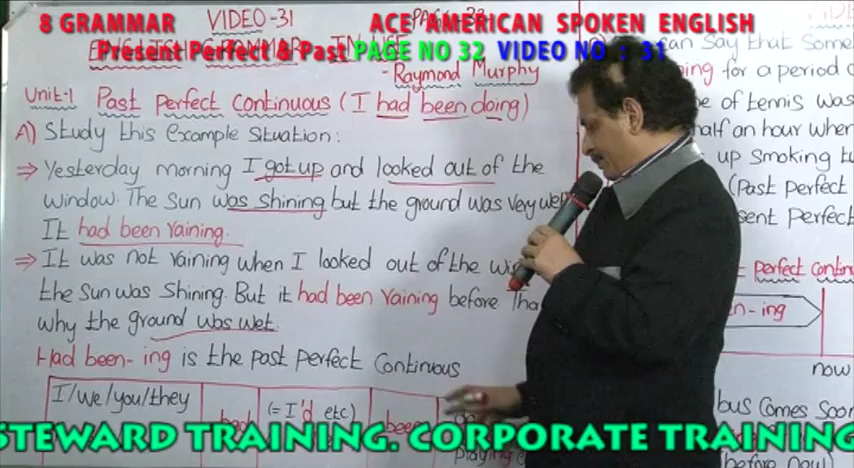 8 GRAMMAR
VIDEO-31
ACE AMERICAN SPOKEN ENGLISH
Present Perfect & Past PAGE NO 32 VIDEO NO : 31
- Raymond Murphy
Unit-1 Past Perfect Continuous (I had been doing)
A) Study this example situation:
⇒ Yesterday morning I got up and looked out of the
window. The Sun was shining but the ground was very wet
It had been raining.
⇒ It was not raining when I looked out of the
the Sun was Shining. But it had been raining before
why the ground was wet.
Had been-ing is the past perfect Continuous
I/we/you/they
had
(= I'd etc)
been
playing
can say that Some
for a period
of tennis was
half an hour when
up smoking
(Past perfect
perfect
perfect
n-ing
now
bus comes soon
before now)
STEWARD TRAINING. CORPORATE TRAINING